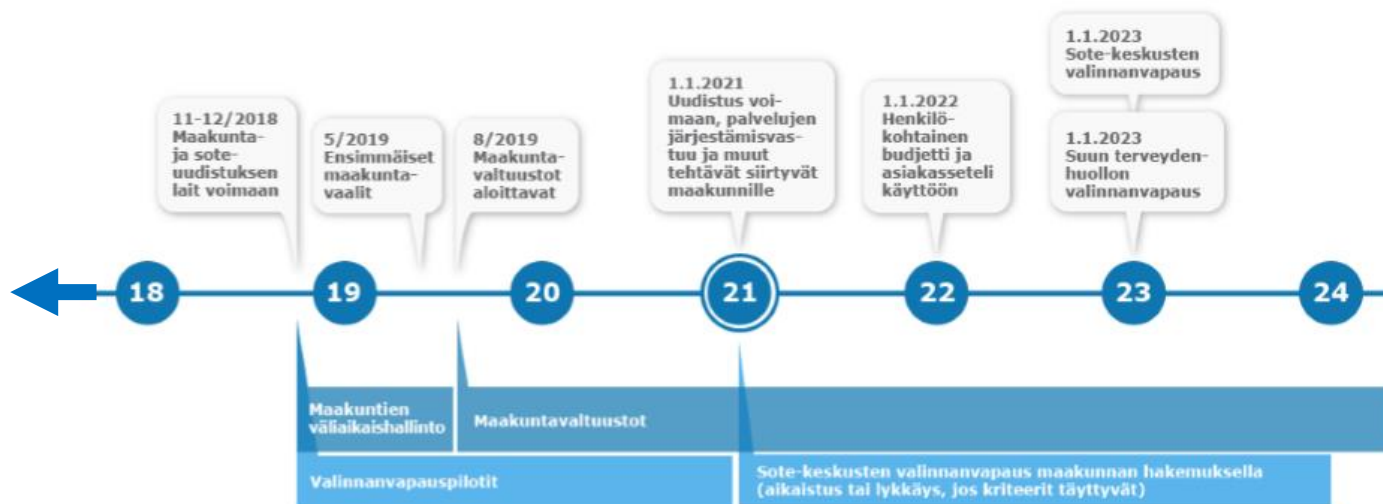 11-12/2018
Maakunta-
ja sote-
uudistuksen
lait voimaan
5/2019
Ensimmäiset
maakunta-
vaalit
8/2019
Maakunta-
valtuustot
aloittavat
1.1.2021
Uudistus voi-
maan, palvelujen
järjestämisvas-
tuu ja muut
tehtävät siirtyvät
maakunnille
1.1.2022
Henkilö-
kohtainen
budjetti ja
asiakasseteli
käyttöön
1.1.2023
Sote-keskusten
valinnanvapaus
1.1.2023
Suun terveyden-
huollon
valinnanvapaus
18
19
20
21
22
23
24
Maakuntien
väliaikaishallinto
Maakuntavaltuustot
Valinnanvapauspilotit
Sote-keskusten valinnanvapaus maakunnan hakemuksella
(aikaistus tai lykkäys, jos kriteerit täyttyvät)